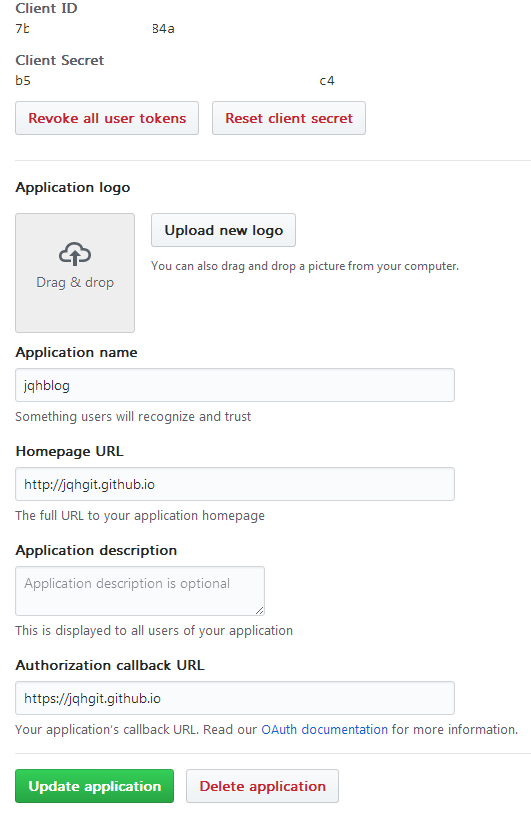 Client ID
7b 84a
Client Secret
b5 c4
Revoke all user tokens Reset client secret
Application logo
Upload new logo
Drag & drop
You can also drag and drop a picture from your computer.
Application name
jqhblog
Something users will recognize and trust
Homepage URL
http://jqhgit.github.io
The full URL to your application homepage
Application description
Application description is optional
This is displayed to all users of your application
Authorization callback URL
https://jqhgit.github.io
Your application's callback URL. Read our OAuth documentation for more information.
Update application Delete application